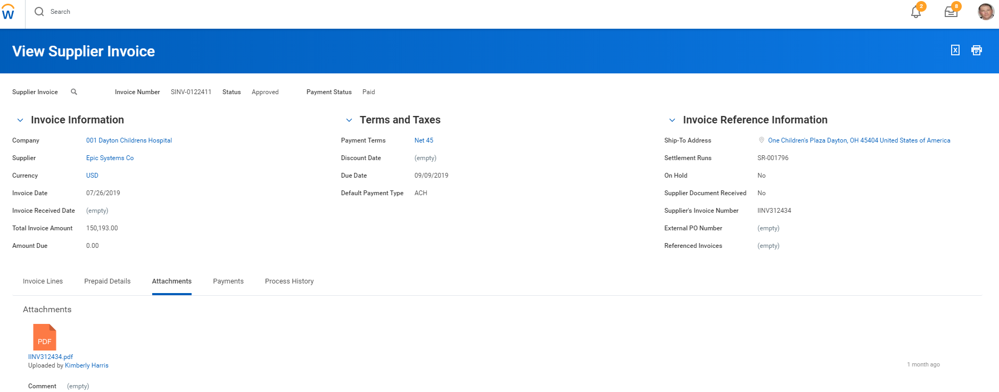 W
Search
2
8
View Supplier Invoice
X
Supplier Invoice Invoice Number SINV-0122411 Status Approved Payment Status Paid
Invoice Information
Company 001 Dayton Childrens Hospital
Supplier Epic Systems Co
Currency USD
Invoice Date 07/26/2019
Invoice Received Date (empty)
Total Invoice Amount 150,193.00
Amount Due 0.00
Terms and Taxes
Payment Terms Net 45
Discount Date (empty)
Due Date 09/09/2019
Default Payment Type ACH
Invoice Reference Information
Ship-To Address One Children's Plaza Dayton, OH 45404 United States of America
Settlement Runs SR-001796
On Hold No
Supplier Document Received No
Supplier's Invoice Number IINV312434
External PO Number (empty)
Referenced Invoices (empty)
Invoice Lines Prepaid Details Attachments Payments Process History
Attachments
PDF
IINV312434.pdf
Uploaded by Kimberly Harris
1 month ago
Comment (empty)